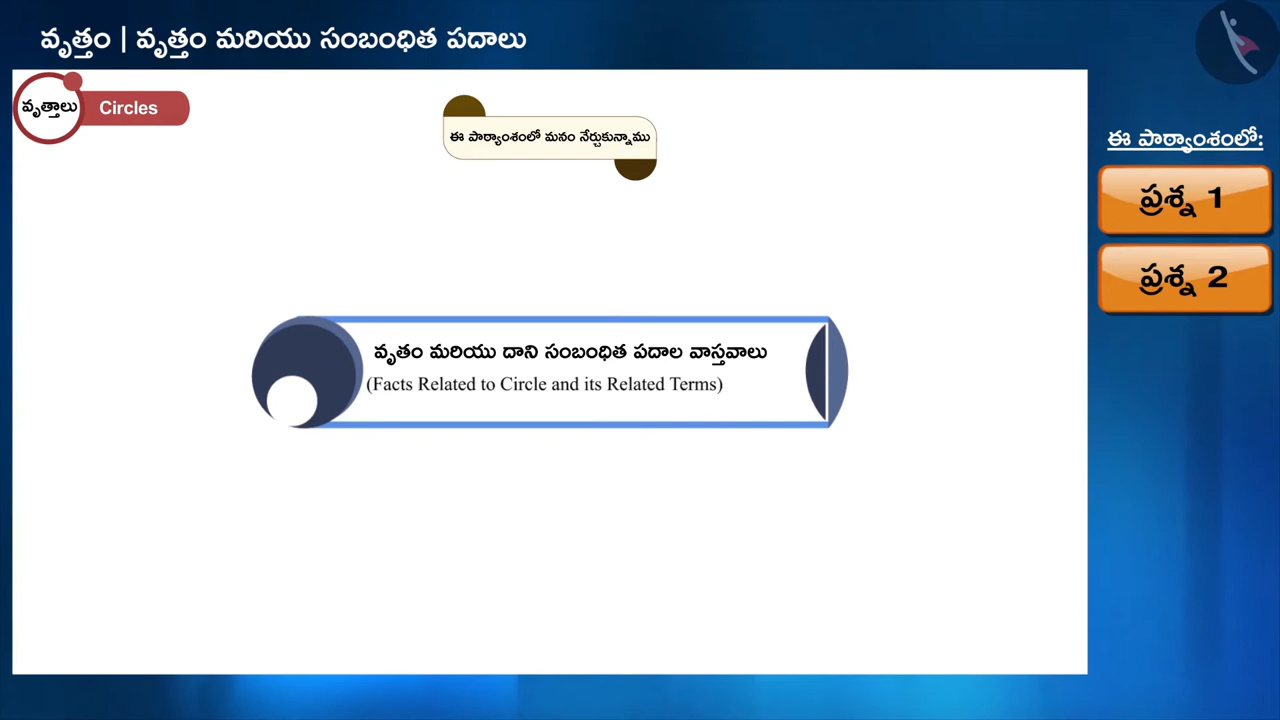 వృత్తం | వృత్తం మరియు సంబంధిత పదాలు
వృత్తాలు Circles
ఈ పాఠ్యాంశంలో మనం నేర్చుకున్నాము
ఈ పాఠ్యాంశంలో:
ప్రశ్న 1
ప్రశ్న 2
వృతం మరియు దాని సంబంధిత పదాల వాస్తవాలు
(Facts Related to Circle and its Related Terms)